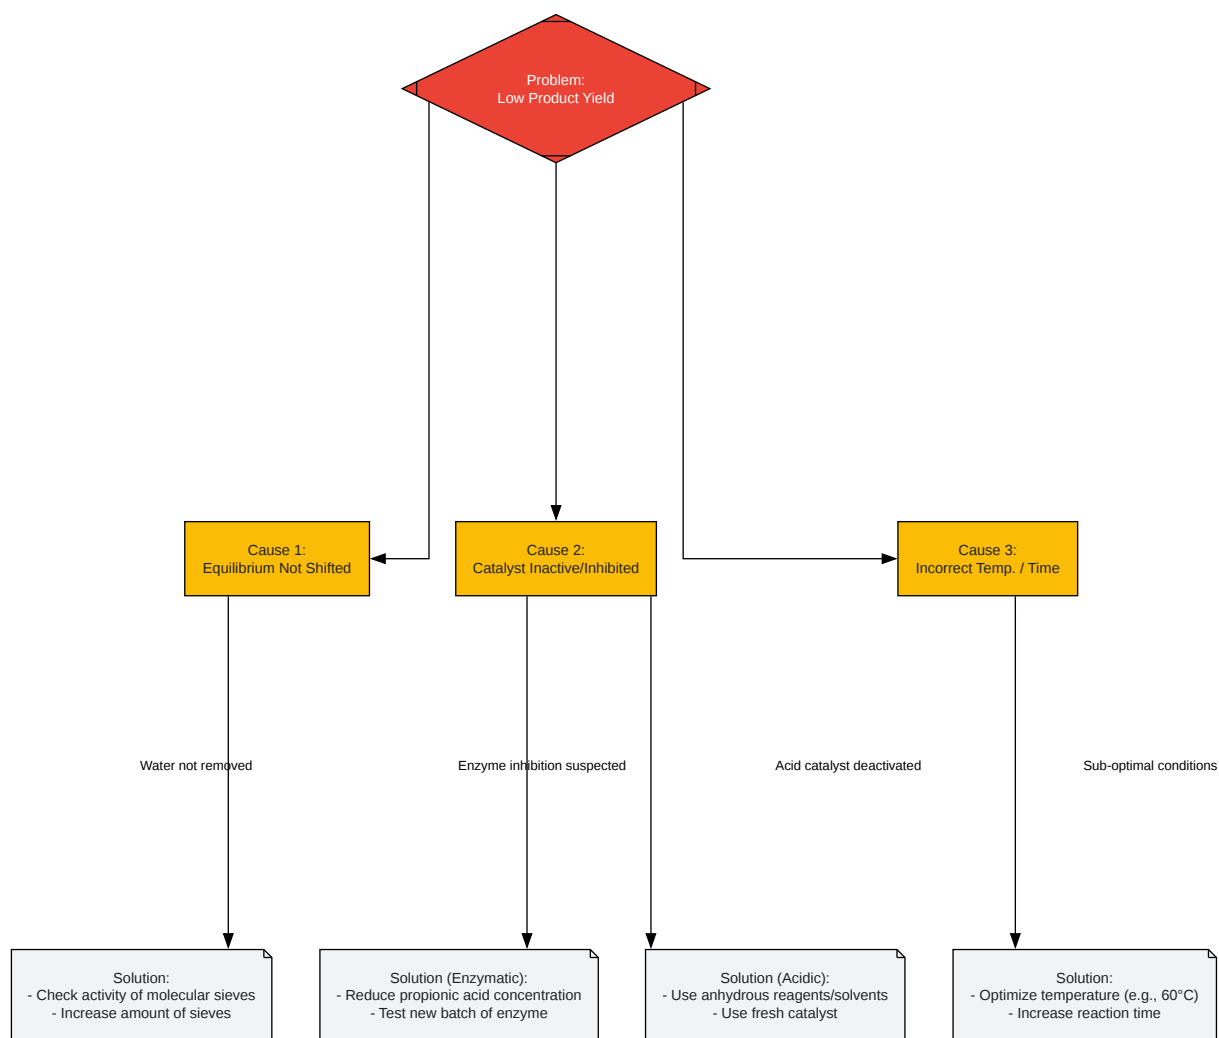 Problem:
Low Product Yield
Cause 1:
Equilibrium Not Shifted
Cause 2:
Catalyst Inactive/Inhibited
Cause 3:
Incorrect Temp. / Time
Water not removed
Enzyme inhibition suspected
Acid catalyst deactivated
Sub-optimal conditions
Solution:
- Check activity of molecular sieves
- Increase amount of sieves
Solution (Enzymatic):
- Reduce propionic acid concentration
- Test new batch of enzyme
Solution (Acidic):
- Use anhydrous reagents/solvents
- Use fresh catalyst
Solution:
- Optimize temperature (e.g., 60°C)
- Increase reaction time